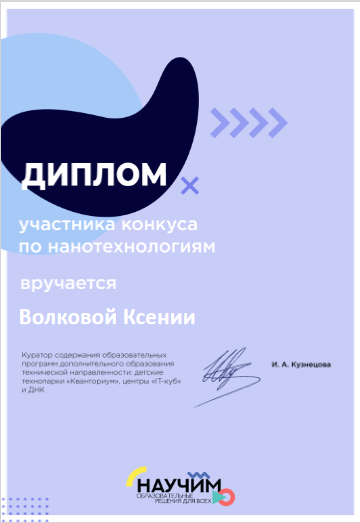 ДИПЛОМ
участника конкуса
по нанотехнологиям
вручается
Волковой Ксении
Куратор содержания образовательных
программ дополнительного образования
технической направленности: детские
технопарки «Кванториум», центры «IT-куб»
и ДНК
И. А. Кузнецова
НАУЧИМ
ОБРАЗОВАТЕЛЬНЫЕ
РЕШЕНИЯ ДЛЯ ВСЕХ